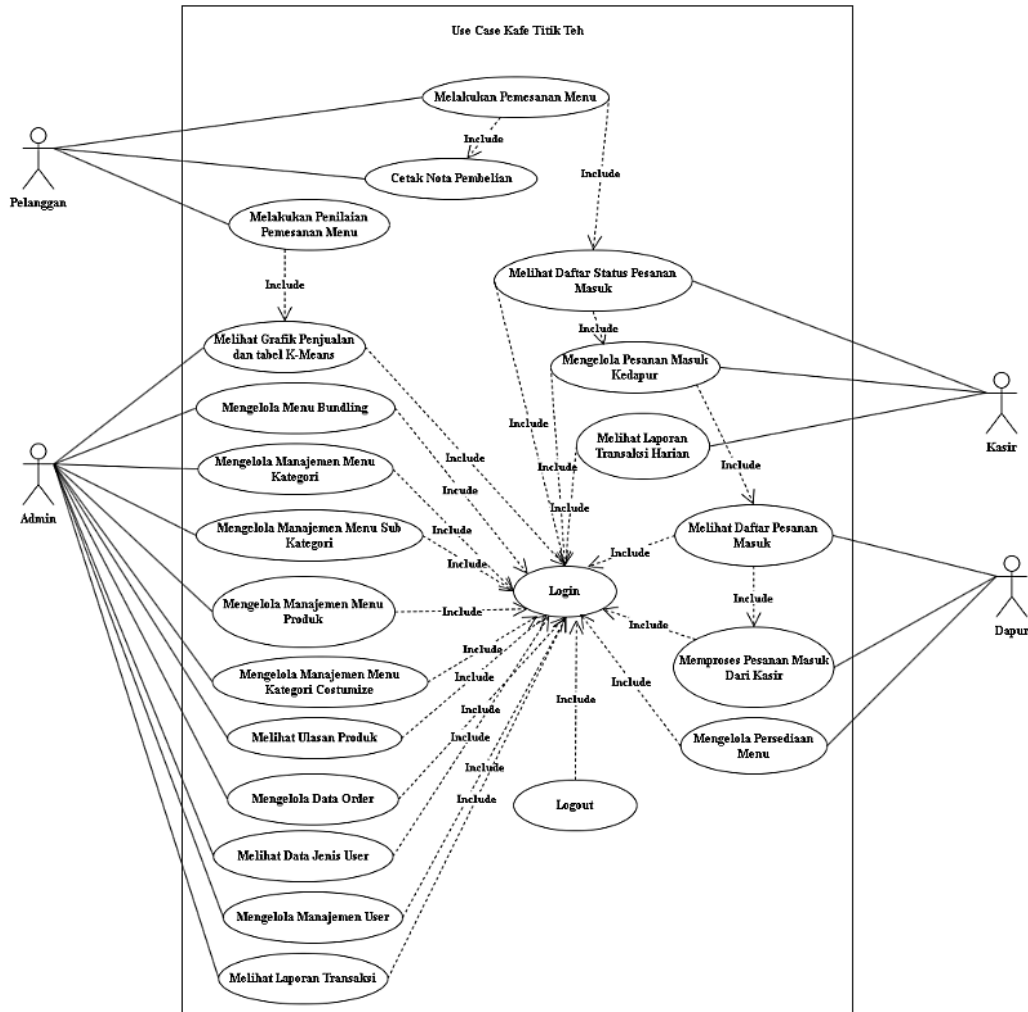 Use Case Kafe Titik Teh
Melakukan Pemesanan Menu
Include
Cetak Nota Pembelian
Include
Pelanggan
Melakukan Penilaian
Pemesanan Menu
Include
Melihat Daftar Status Pesanan
Masuk
Include
Melihat Grafik Penjualan
dan tabel K-Means
Mengelola Pesanan Masuk
Kedapur
Kasir
Mengelola Menu Bundling
Include
Melihat Laporan
Transaksi Harian
Include
Include
Include
Include
Incude
Include
Admin
Mengelola Manajemen Menu
Kategori
Include
Mengelola Manajemen Menu Sub
Kategori
Include
Melihat Daftar Pesanan
Masuk
Include
Login
Include
Mengelola Manajemen Menu
Produk
Include
Include
Dapur
Memproses Pesanan Masuk
Dari Kasir
Mengelola Manajemen Menu
Kategori Costumize
Include
Include
Include
Melihat Ulasan Produk
Include
Include
Mengelola Persediaan
Menu
Include
Include
Include
Mengelola Data Order
Logout
Melihat Data Jenis User
Mengelola Manajemen User
Melihat Laporan Transaksi